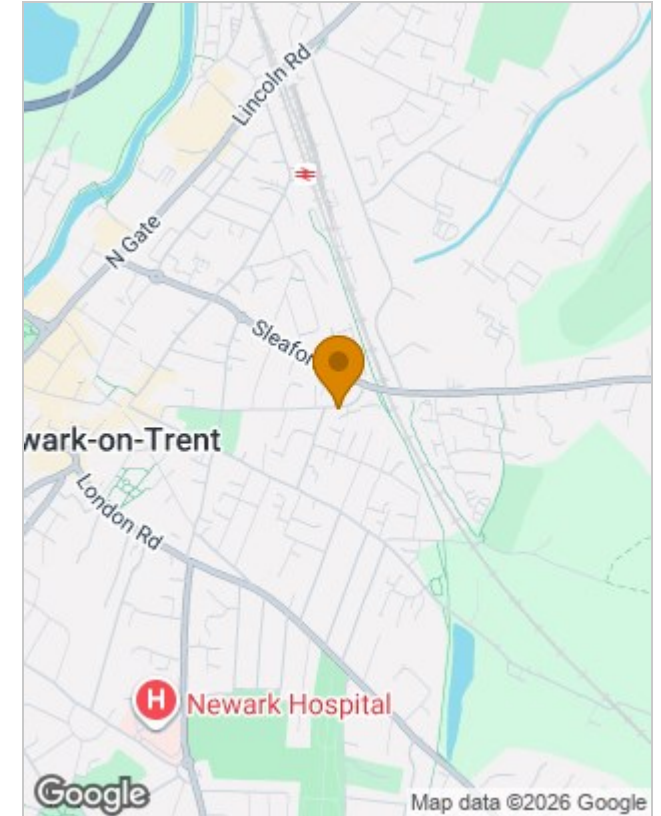 Lincoln Rd
N Gate
Sleafor
wark-on-Trent
London Rd
H
Newark Hospital
Google
Map data ©2026 Google